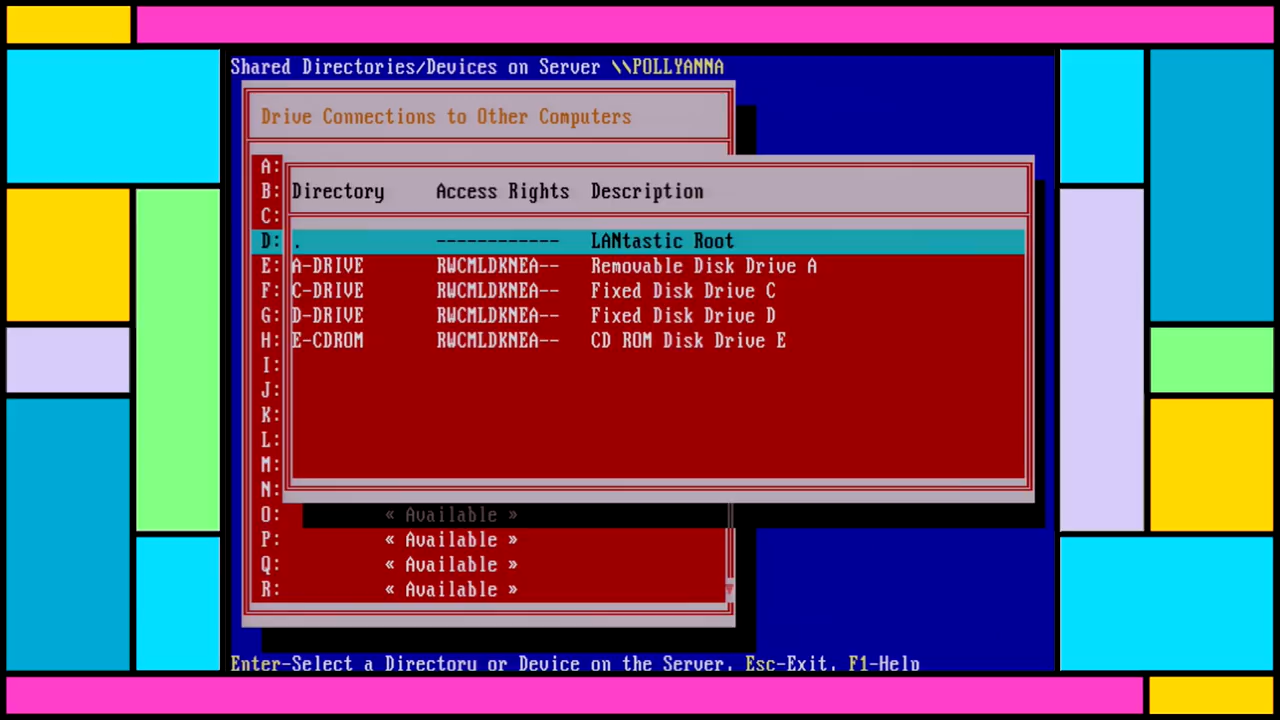 Shared Directories/Devices on Server \\POLLYANNA
Drive Connections to Other Computers
A:
B: Directory Access Rights Description
C:
D: . ------------ LANtastic Root
E: A-DRIVE RWCMLDKNEA-- Removable Disk Drive A
F: C-DRIVE RWCMLDKNEA-- Fixed Disk Drive C
G: D-DRIVE RWCMLDKNEA-- Fixed Disk Drive D
H: E-CDROM RWCMLDKNEA-- CD ROM Disk Drive E
I:
J:
K:
L:
M:
N:
O: « Available »
P: « Available »
Q: « Available »
R: « Available »
Enter-Select a Directory or Device on the Server. Esc-Exit. F1-Help